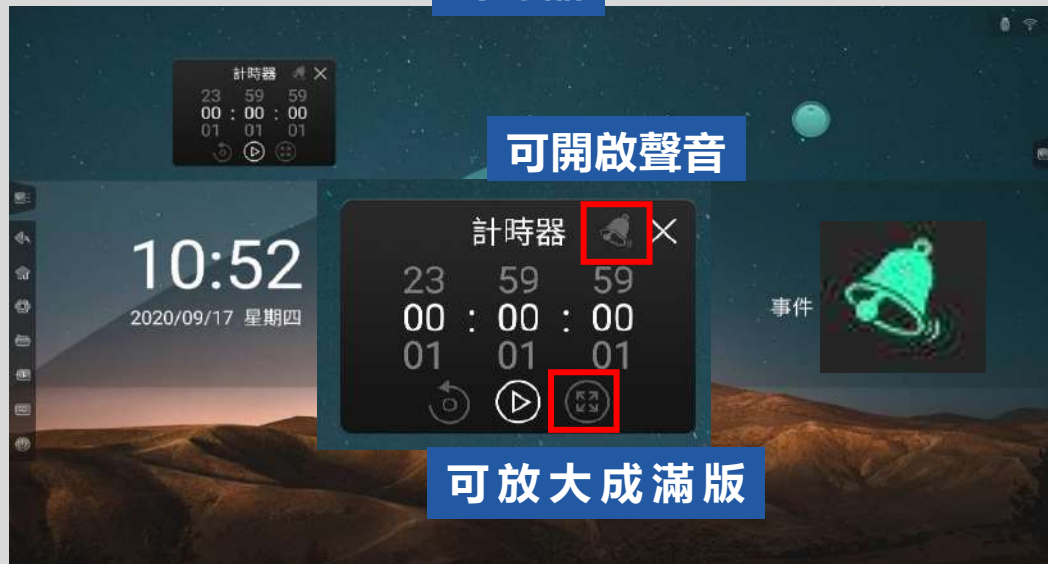 計時器
23 59 59
00 : 00 : 00
01 01 01
可開啟聲音
計時器
23 59 59
00 : 00 : 00
01 01 01
10:52
2020/09/17 星期四
事件
可放大成滿版